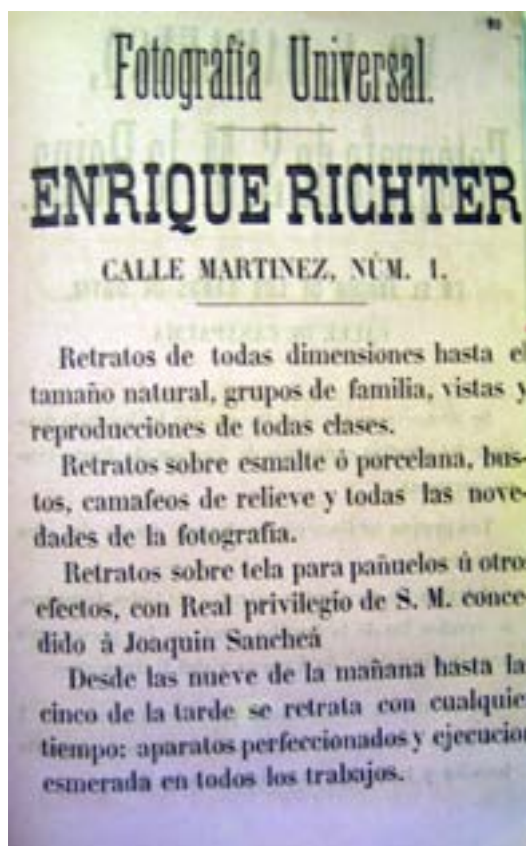 Fotografía Universal.
ENRIQUE RICHTER
CALLE MARTINEZ, NÚM. 1.
Retratos de todas dimensiones hasta el
tamaño natural, grupos de familia, vistas y
reproducciones de todas clases.
Retratos sobre esmalte ó porcelana, bus-
tos, camafeos de relieve y todas las nove-
dades de la fotografía.
Retratos sobre tela para pañuelos ú otro
efectos, con Real privilegio de S. M. conce-
dido á Joaquin Sancheá
Desde las nueve de la mañana hasta la
cinco de la tarde se retrata con cualquie
tiempo: aparatos perfeccionados y ejecucion
esmerada en todos los trabajos.